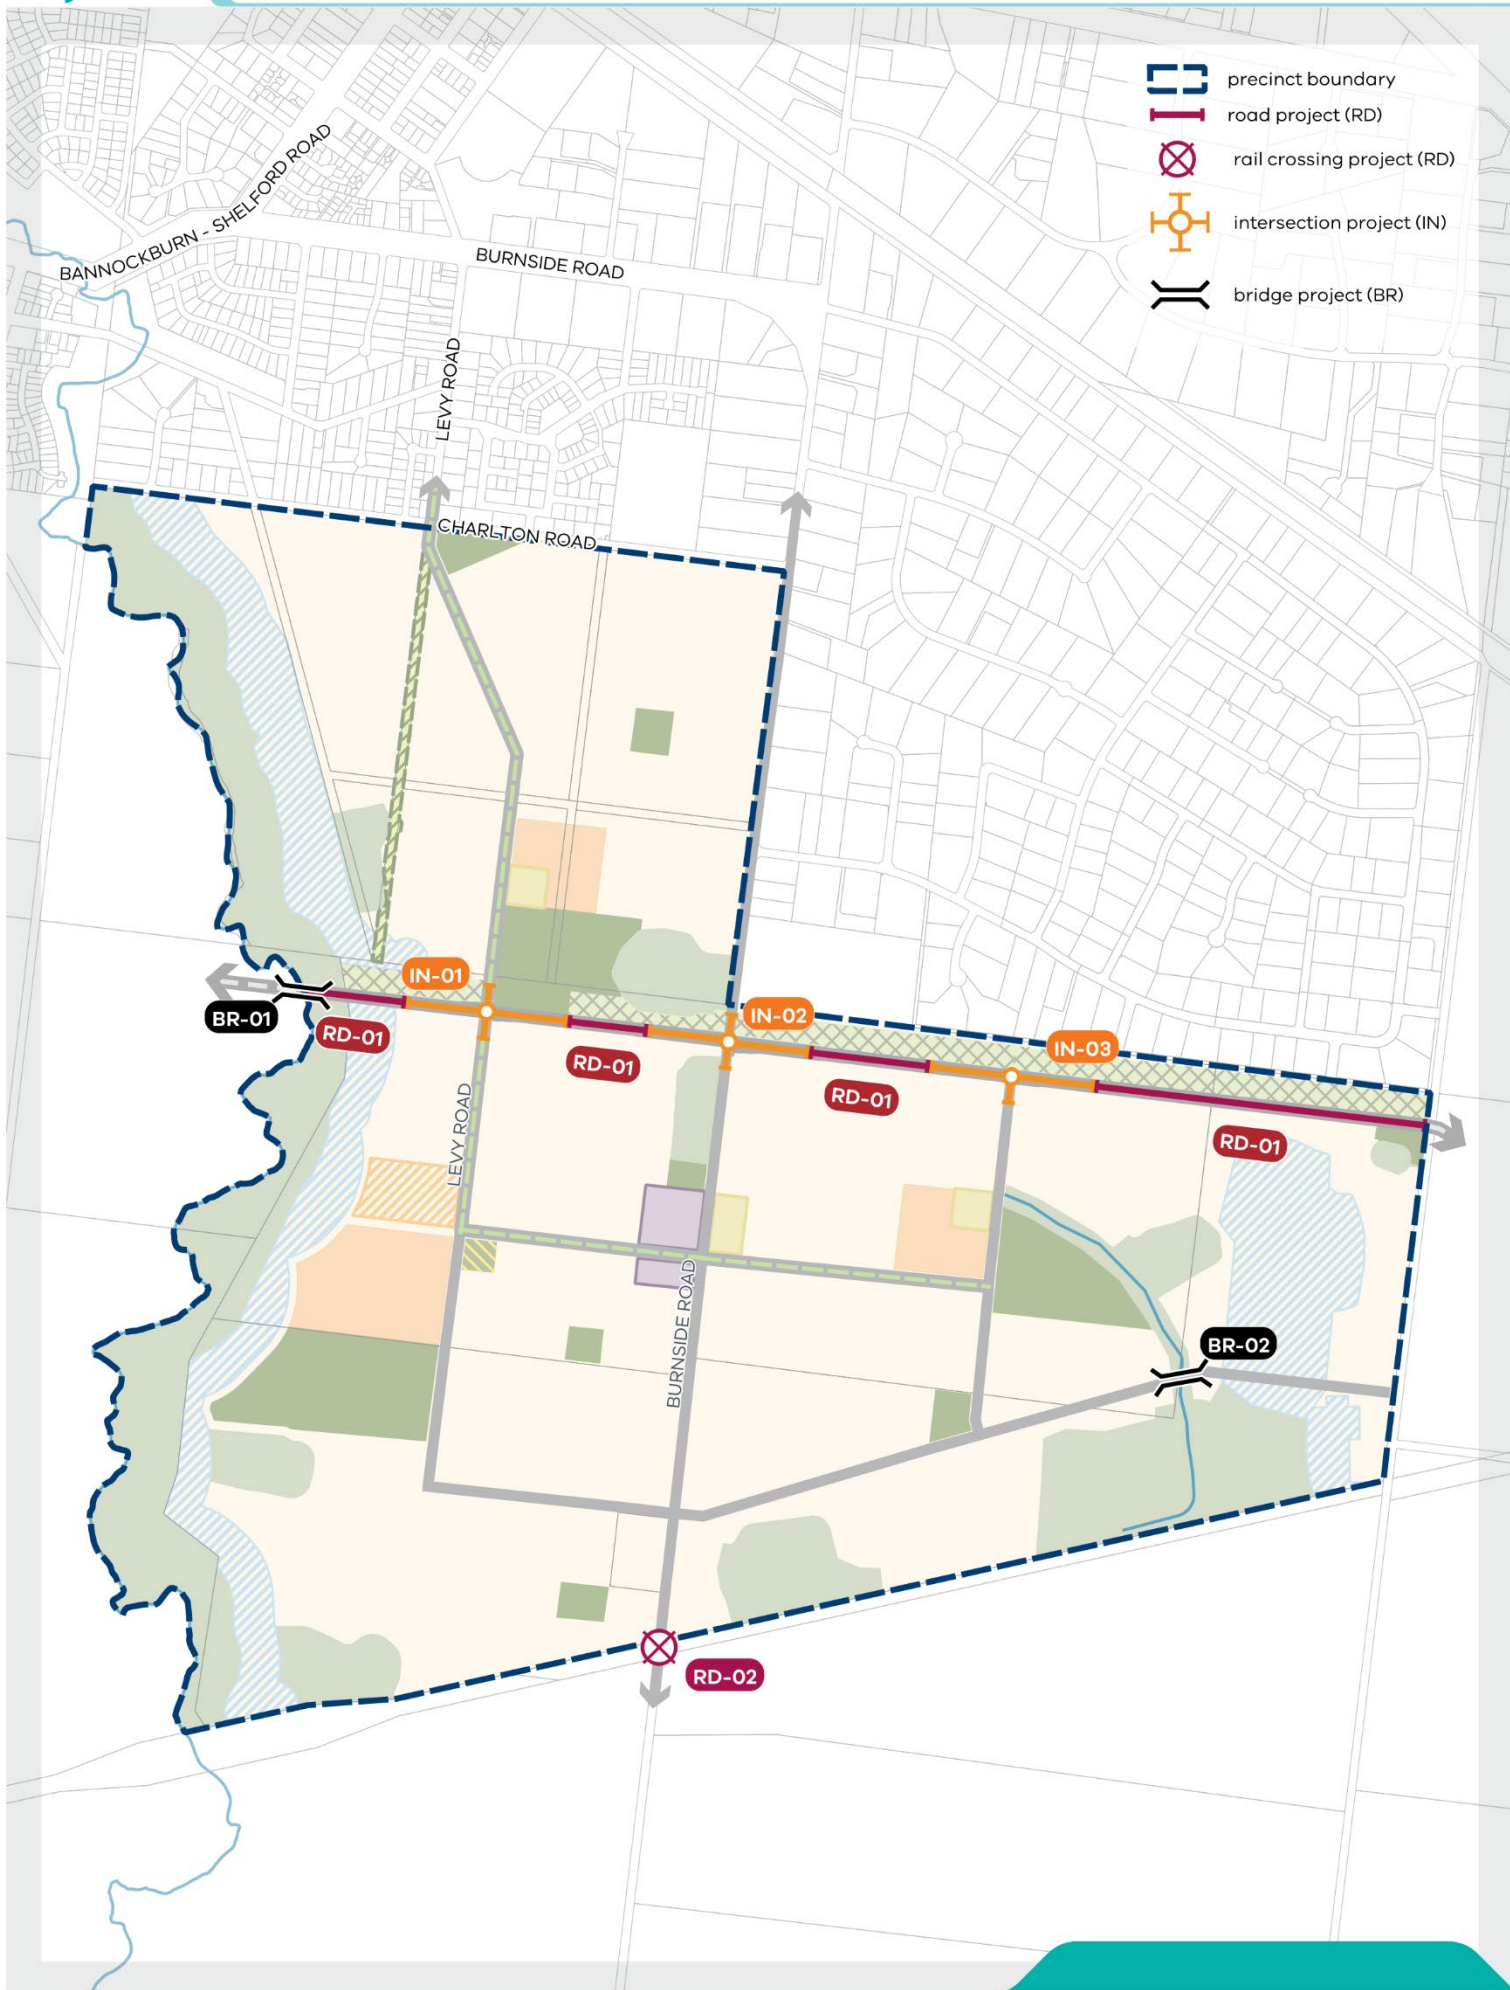 precinct boundary
road project (RD)
rail crossing project (RD)
intersection project (IN)
bridge project (BR)
BANNOCKBURN - SHELFORD ROAD
BURNSIDE ROAD
LEVY ROAD
CHARLTON ROAD
IN-01
BR-01
RD-01
IN-02
RD-01
IN-03
RD-01
RD-01
LEVY ROAD
BURNSIDE ROAD
BR-02
RD-02